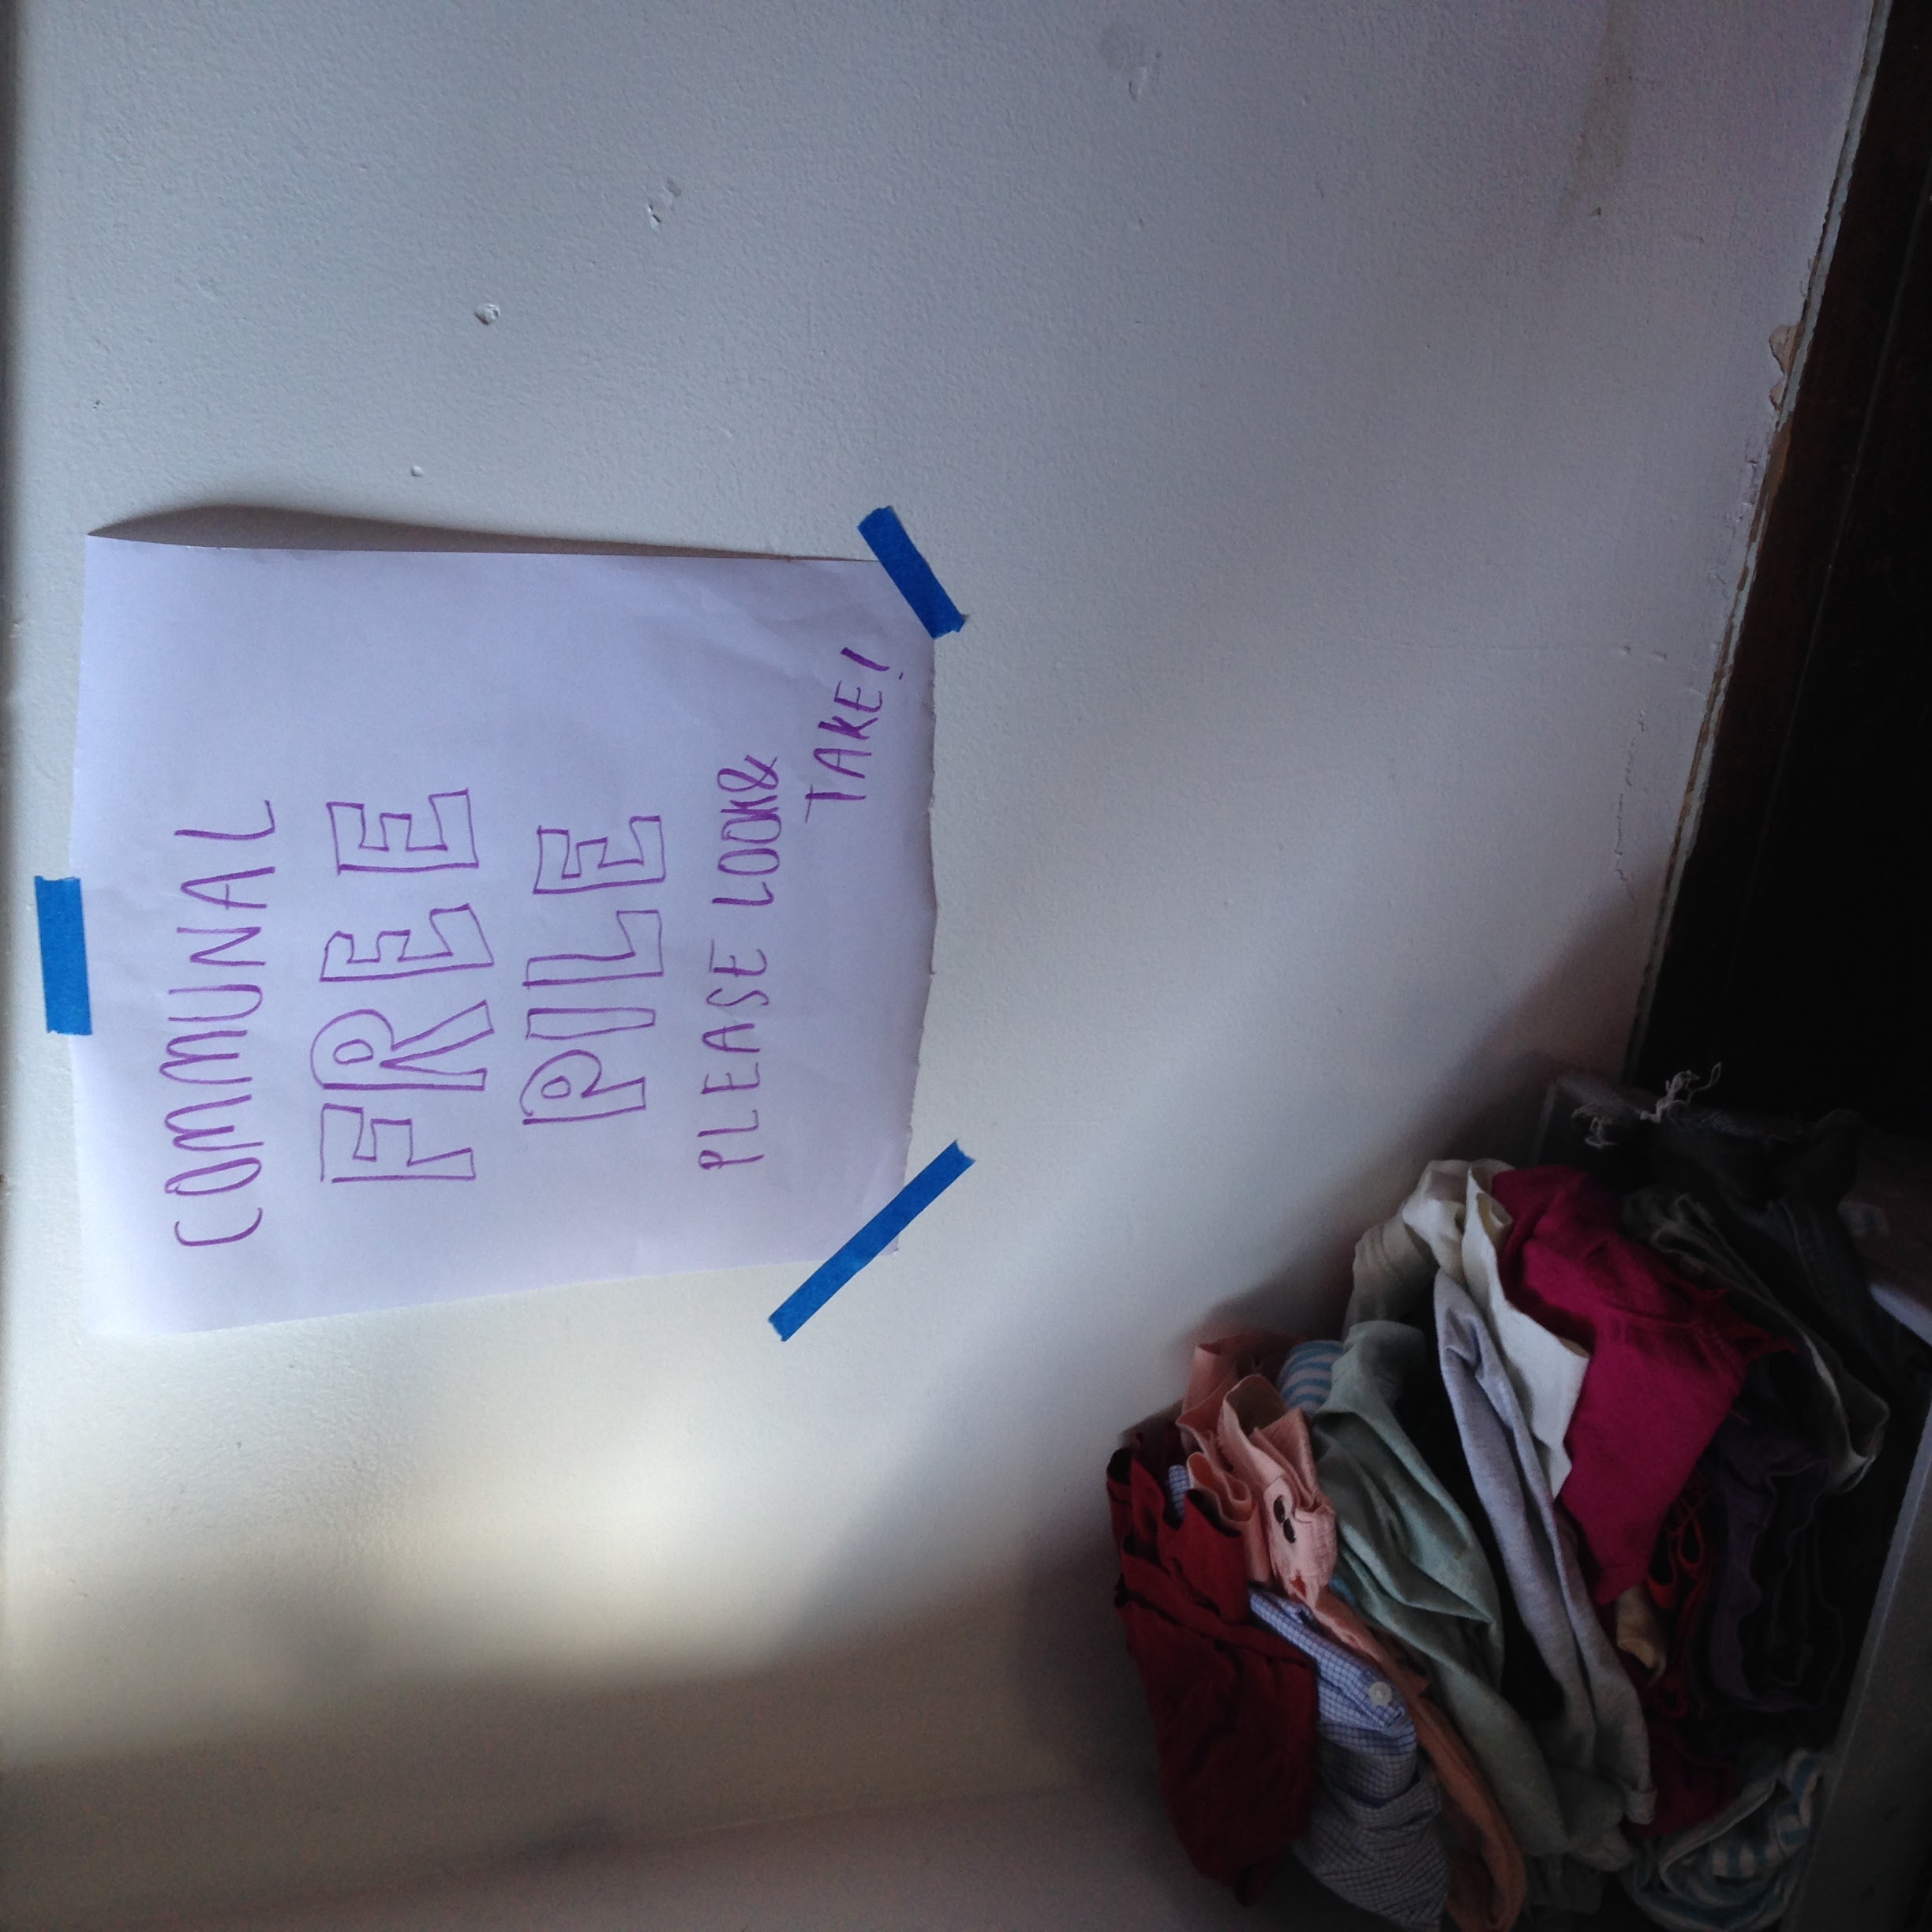 COMMUNAL
FREE
PILE
PLEASE LOOK &
TAKE!